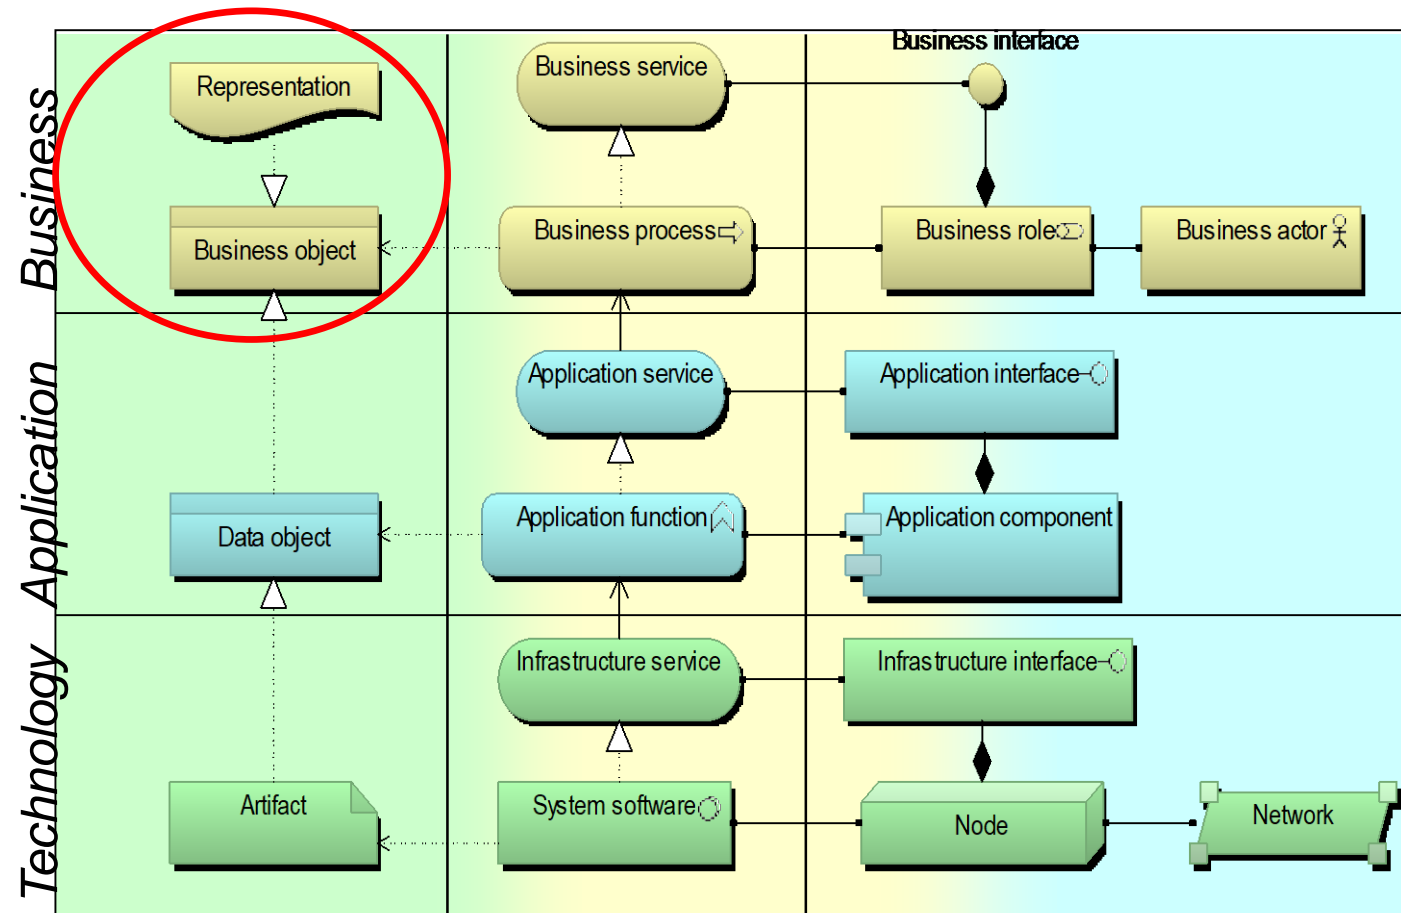 Business interface
Business service
Representation
Business
Business process
Business role
Business actor
Business object
Application service
Application interface
Application
Application function
Application component
Data object
Infrastructure service
Infrastructure interface
Technology
Artifact
System software
Node
Network